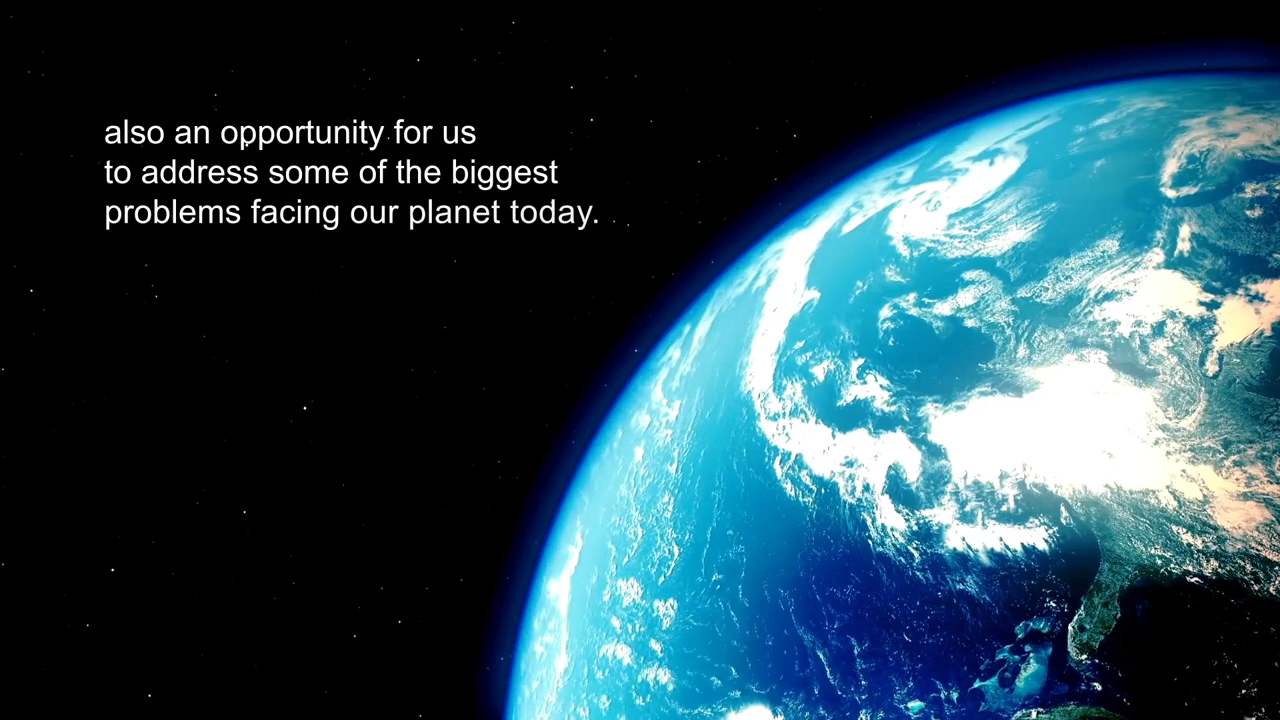 also an opportunity for us
to address some of the biggest
problems facing our planet today.